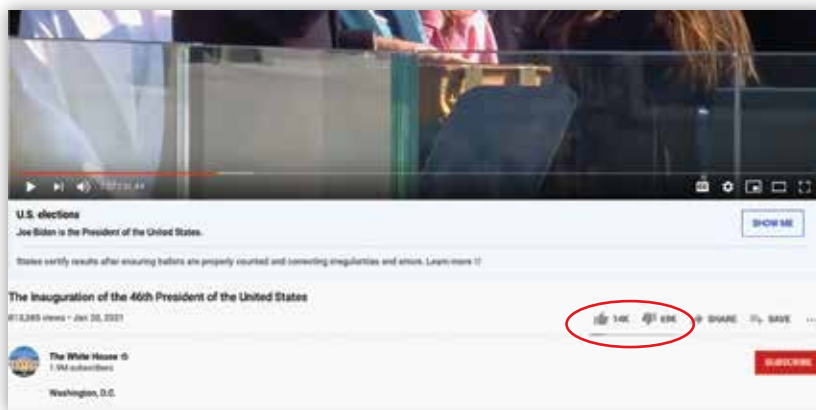 U.S. elections
Joe Biden is the President of the United States.
SHOW ME
States certify results after ensuring ballots are properly counted and correcting irregularities and errors. Learn more
The Inauguration of the 46th President of the United States
views • Jan 20, 2021
14K 69K SHARE SAVE ...
The White House
1.9M subscribers
SUBSCRIBE
Washington, D.C.